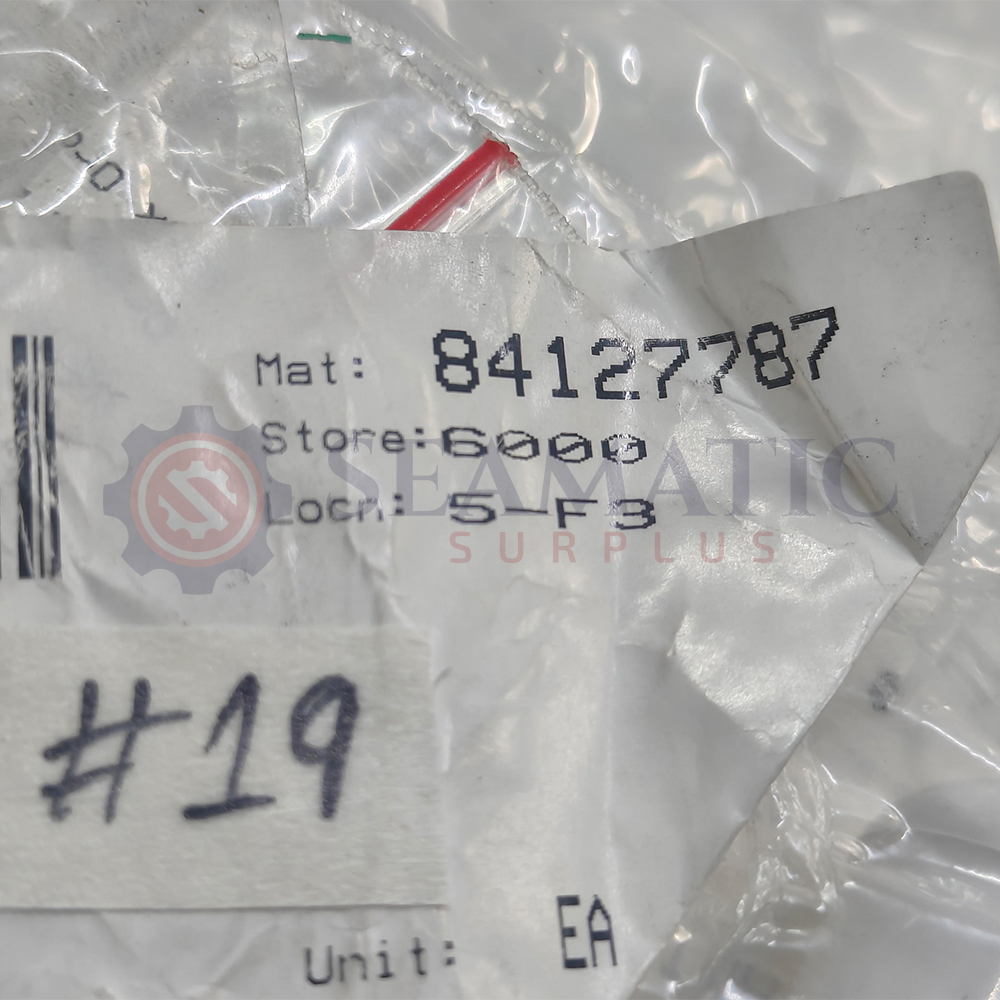 Mat: 84127787
Store: 6000
Locn: 5-F3
SEAMATIC
SURPLUS
#19
Unit: EA